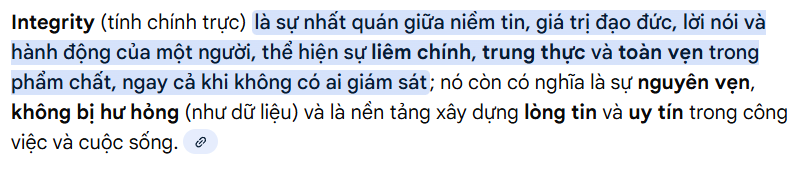 Integrity (tính chính trực) là sự nhất quán giữa niềm tin, giá trị đạo đức, lời nói và
hành động của một người, thể hiện sự liêm chính, trung thực và toàn vẹn trong
phẩm chất, ngay cả khi không có ai giám sát; nó còn có nghĩa là sự nguyên vẹn,
không bị hư hỏng (như dữ liệu) và là nền tảng xây dựng lòng tin và uy tín trong công
việc và cuộc sống.